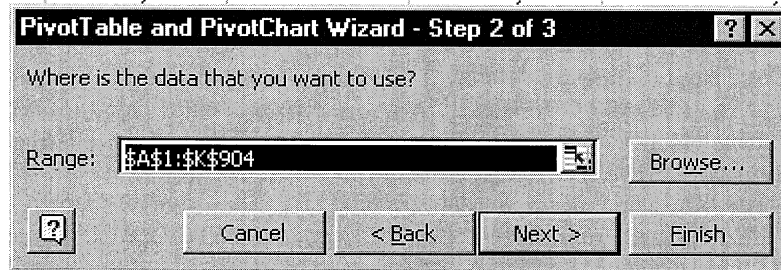 PivotTable and PivotChart Wizard - Step 2 of 3 ? ×
Where is the data that you want to use?
Range: $A$1:$K$904 Browse...
? Cancel < Back Next > Finish